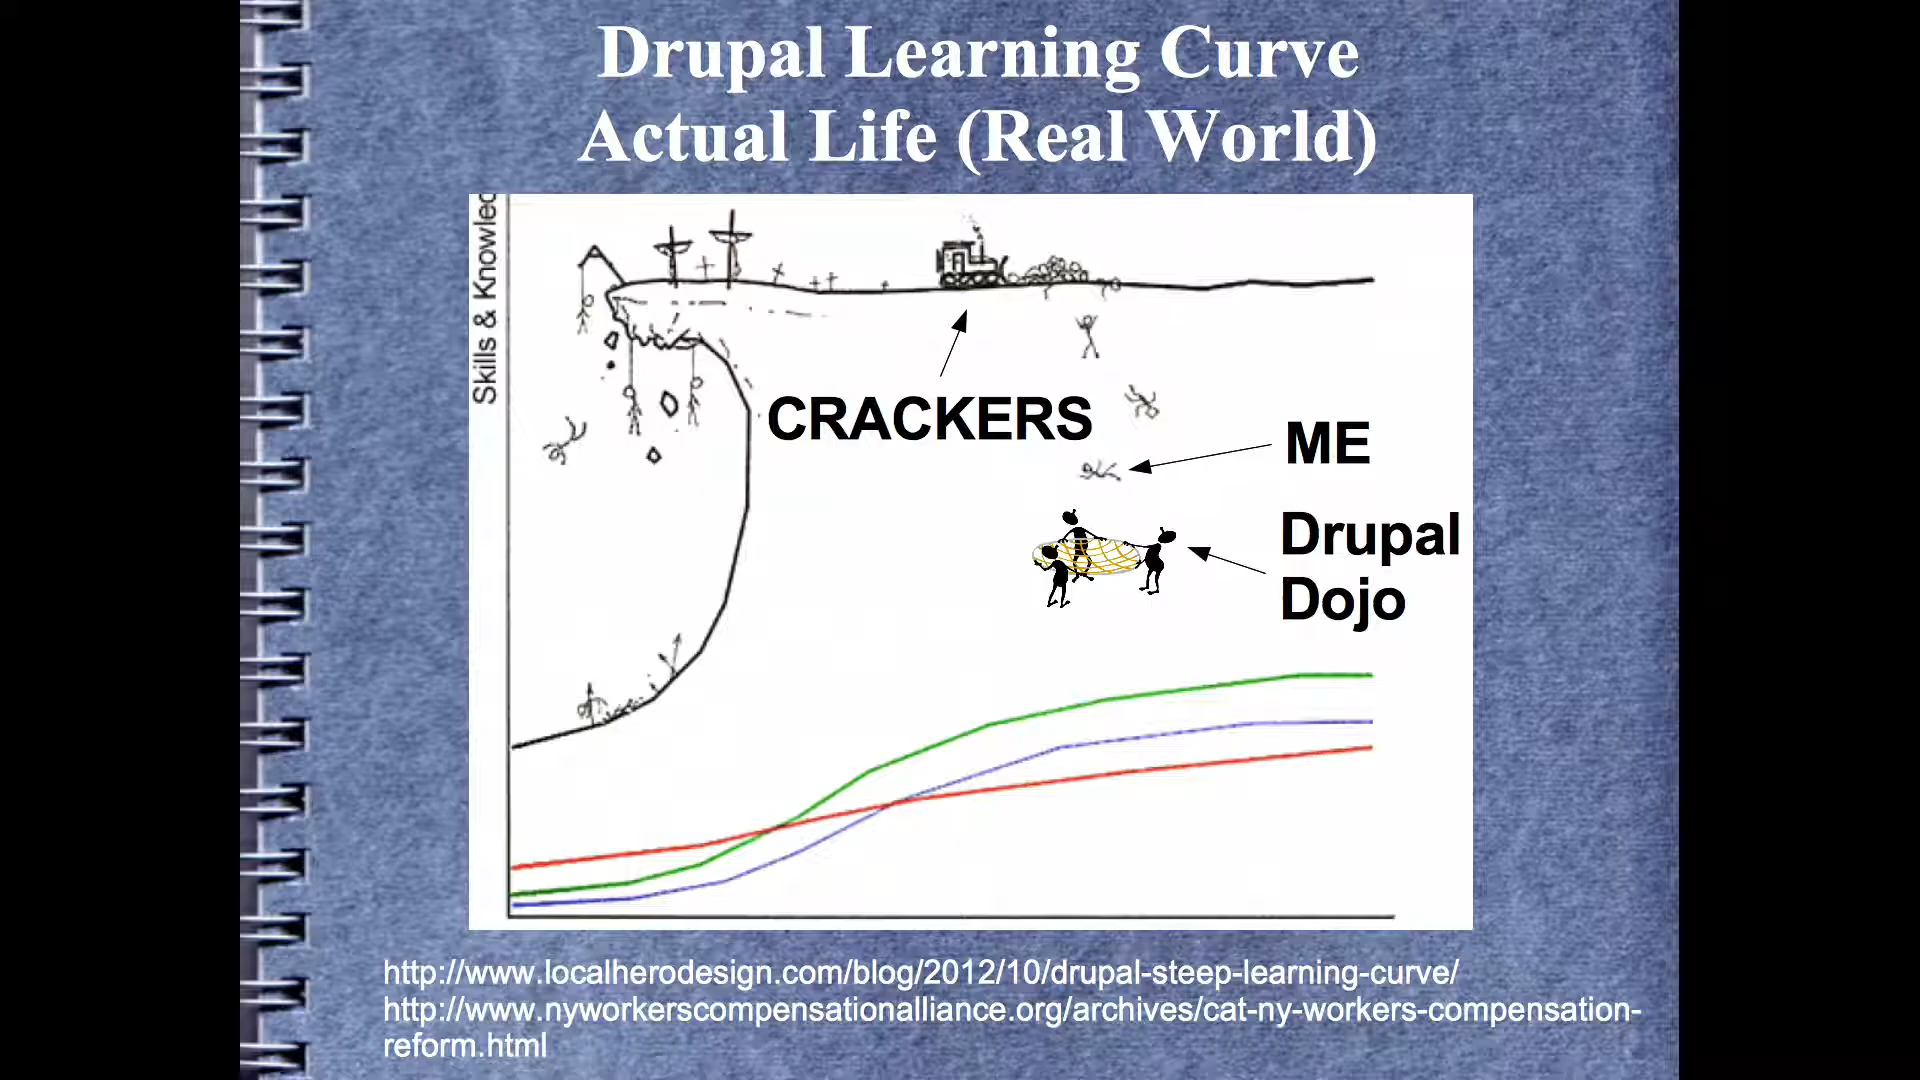 Drupal Learning Curve
Actual Life (Real World)
Skills & Knowled
CRACKERS
ME
Drupal
Dojo
http://www.localherodesign.com/blog/2012/10/drupal-steep-learning-curve/
http://www.nyworkerscompensationalliance.org/archives/cat-ny-workers-compensation-
reform.html